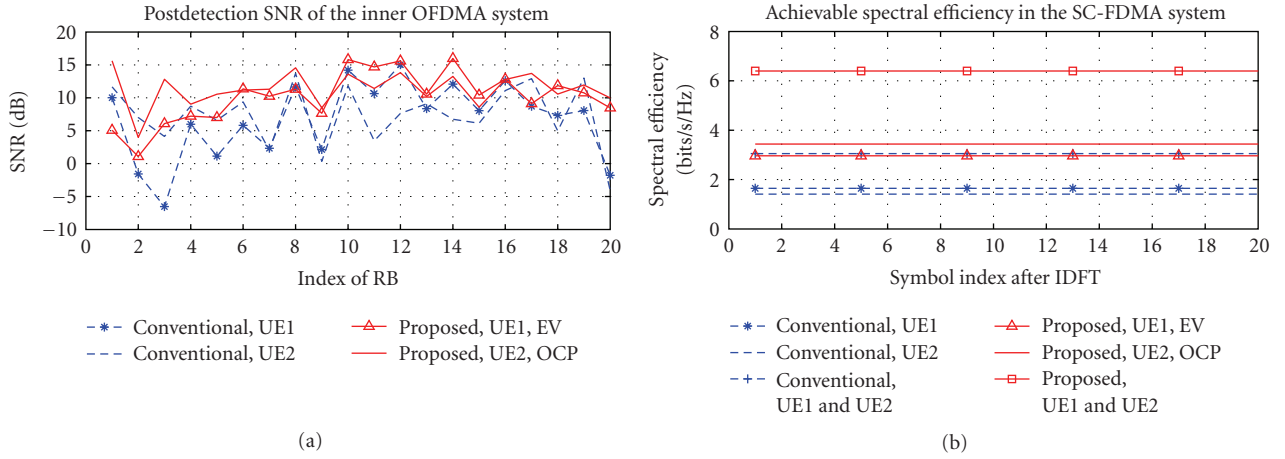 Postdetection SNR of the inner OFDMA system
20
15
10
5
0
−5
−10
SNR (dB)
0 2 4 6 8 10 12 14 16 18 20
Index of RB
Conventional, UE1
Conventional, UE2
Proposed, UE1, EV
Proposed, UE2, OCP
(a)
Achievable spectral efficiency in the SC-FDMA system
8
6
4
2
0
Spectral efficiency
(bits/s/Hz)
0 2 4 6 8 10 12 14 16 18 20
Symbol index after IDFT
Conventional, UE1
Conventional, UE2
Conventional,
UE1 and UE2
Proposed, UE1, EV
Proposed, UE2, OCP
Proposed,
UE1 and UE2
(b)